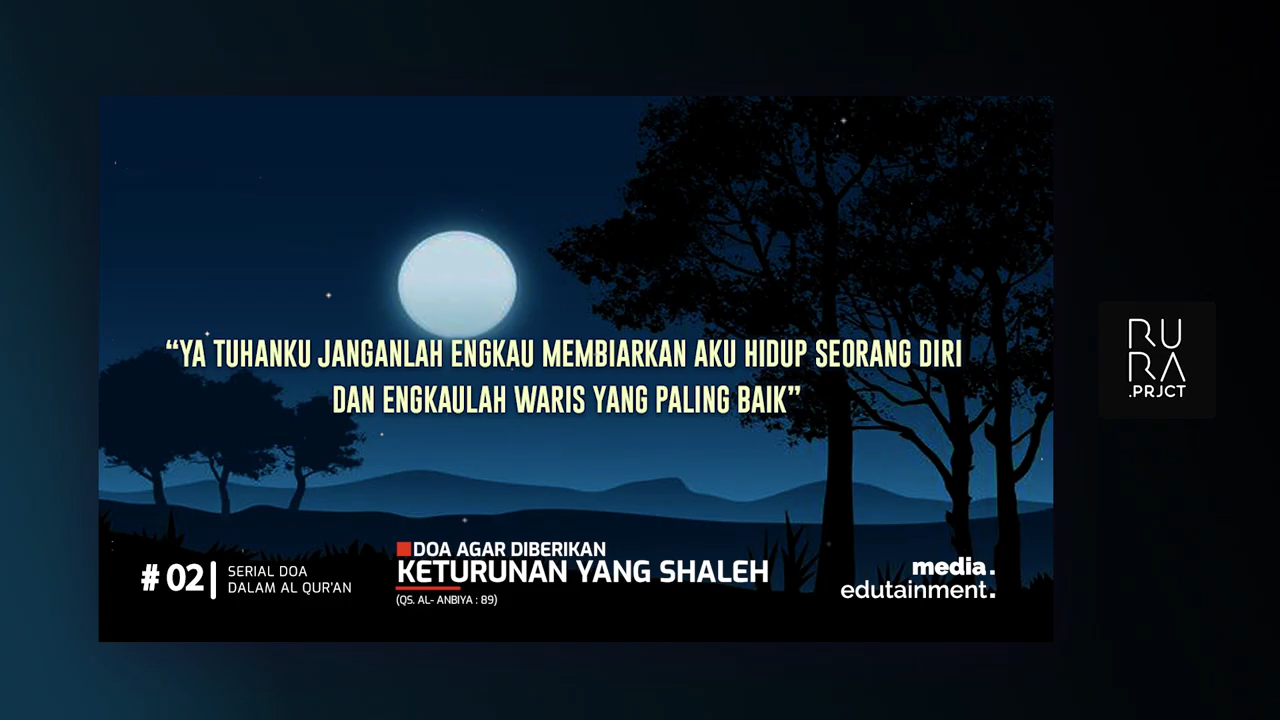 “YA TUHANKU JANGANLAH ENGKAU MEMBIARKAN AKU HIDUP SEORANG DIRI
DAN ENGKAULAH WARIS YANG PALING BAIK”
# 02
SERIAL DOA
DALAM AL QUR'AN
DOA AGAR DIBERIKAN
KETURUNAN YANG SHALEH
(QS. AL- ANBIYA : 89)
media.
edutainment.
RU
RA
.PRJCT